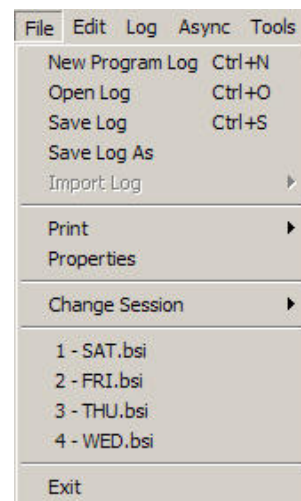 File Edit Log Async Tools
New Program Log Ctrl+N
Open Log Ctrl+O
Save Log Ctrl+S
Save Log As
Import Log
Print
Properties
Change Session
1 - SAT.bsi
2 - FRI.bsi
3 - THU.bsi
4 - WED.bsi
Exit